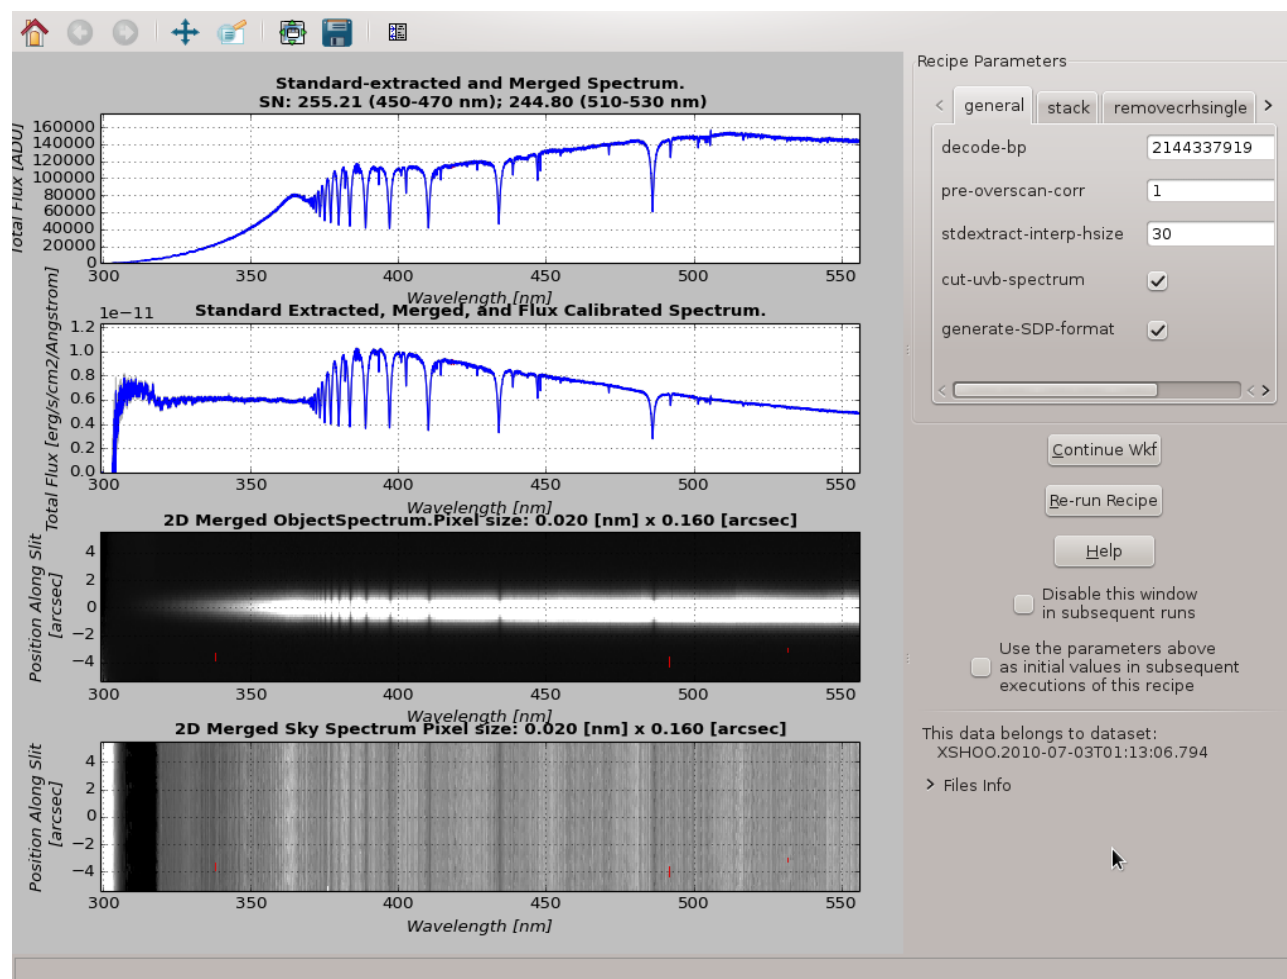 Standard-extracted and Merged Spectrum.
SN: 255.21 (450-470 nm); 244.80 (510-530 nm)
Total Flux [ADU]
160000
140000
120000
100000
80000
60000
40000
20000
0
300 350 400 450 500 550
Wavelength [nm]
1e−11
Standard Extracted, Merged, and Flux Calibrated Spectrum.
Total Flux [erg/s/cm2/Angstrom]
1.2
1.0
0.8
0.6
0.4
0.2
0.0
300 350 400 450 500 550
Wavelength [nm]
2D Merged ObjectSpectrum.Pixel size: 0.020 [nm] x 0.160 [arcsec]
Position Along Slit
[arcsec]
4
2
0
−2
−4
300 350 400 450 500 550
Wavelength [nm]
2D Merged Sky Spectrum Pixel size: 0.020 [nm] x 0.160 [arcsec]
Position Along Slit
[arcsec]
4
2
0
−2
−4
300 350 400 450 500 550
Wavelength [nm]
Recipe Parameters
general stack removecrhsingle
decode-bp 2144337919
pre-overscan-corr 1
stdextract-interp-hsize 30
cut-uvb-spectrum
generate-SDP-format
Continue Wkf
Re-run Recipe
Help
Disable this window
in subsequent runs
Use the parameters above
as initial values in subsequent
executions of this recipe
This data belongs to dataset:
XSHOO.2010-07-03T01:13:06.794
Files Info